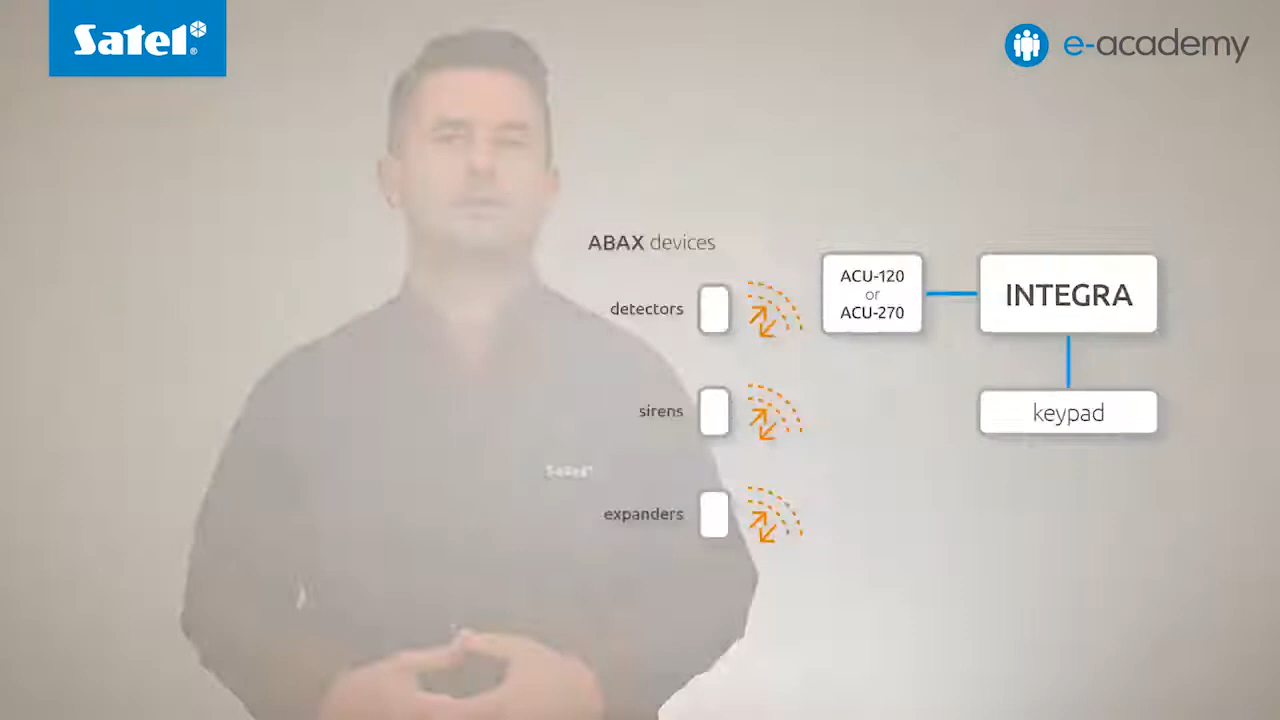 Satel®
e-academy
ABAX devices
detectors
sirens
expanders
ACU-120
or
ACU-270
INTEGRA
keypad
Satel®